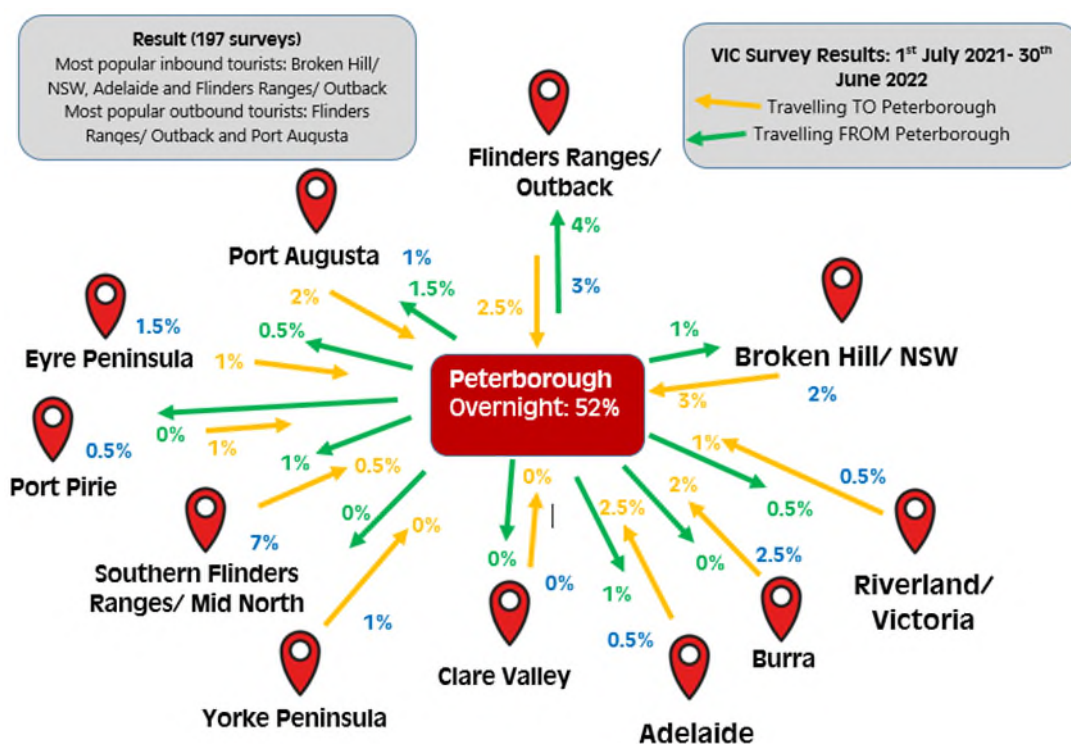 Result (197 surveys)
Most popular inbound tourists: Broken Hill/
NSW, Adelaide and Flinders Ranges/ Outback
Most popular outbound tourists: Flinders
Ranges/ Outback and Port Augusta
VIC Survey Results: 1st July 2021- 30th
June 2022
Travelling TO Peterborough
Travelling FROM Peterborough
Flinders Ranges/
Outback
4%
3%
2.5%
Port Augusta
1%
1.5%
2%
Eyre Peninsula
1.5%
0.5%
1%
Broken Hill/ NSW
1%
3%
2%
Peterborough
Overnight: 52%
Port Pirie
0.5%
0%
1%
Southern Flinders
Ranges/ Mid North
7%
1%
0.5%
Yorke Peninsula
1%
0%
0%
Clare Valley
0%
0%
0%
Adelaide
0.5%
2.5%
1%
Burra
2.5%
2%
0%
Riverland/
Victoria
0.5%
1%
0.5%